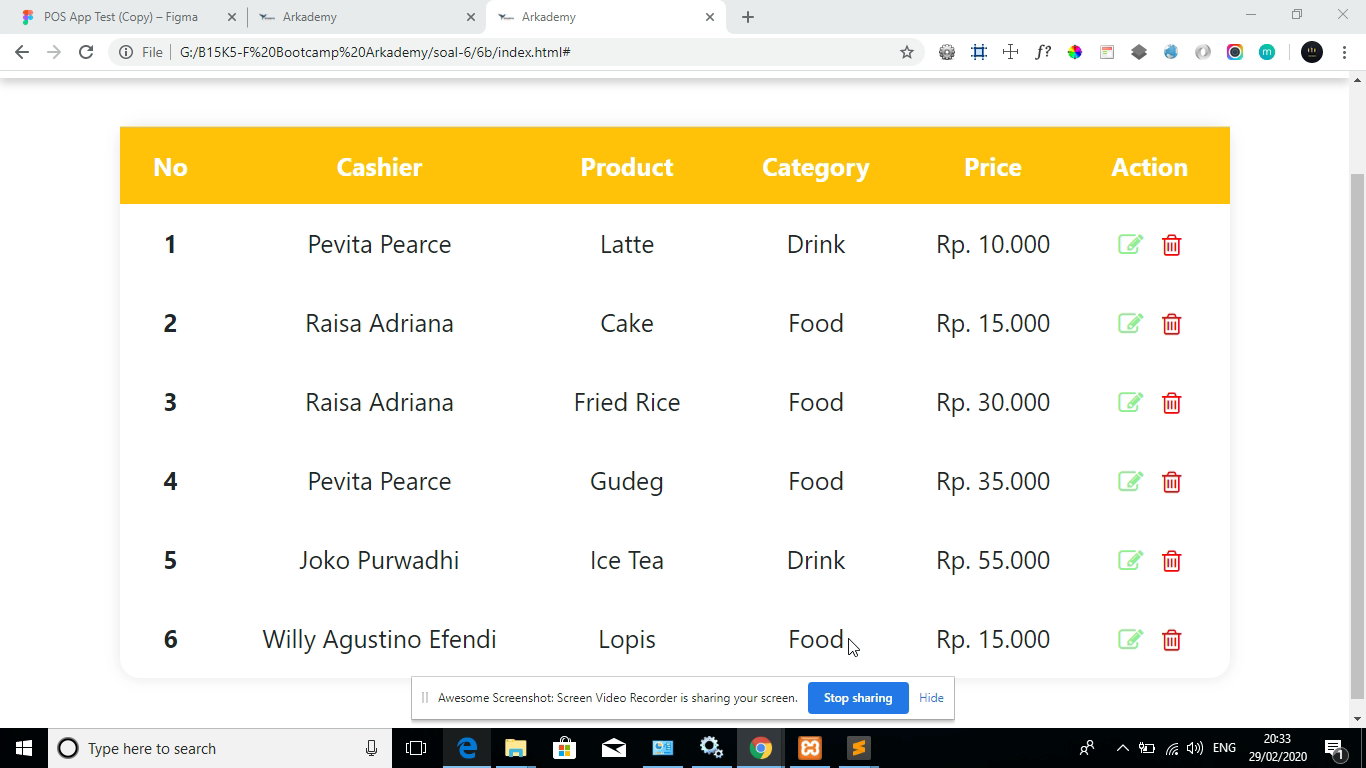 POS App Test (Copy) – Figma
Arkademy
Arkademy
File G:/B15K5-F%20Bootcamp%20Arkademy/soal-6/6b/index.html#
f?
m
No Cashier Product Category Price Action
1 Pevita Pearce Latte Drink Rp. 10.000
2 Raisa Adriana Cake Food Rp. 15.000
3 Raisa Adriana Fried Rice Food Rp. 30.000
4 Pevita Pearce Gudeg Food Rp. 35.000
5 Joko Purwadhi Ice Tea Drink Rp. 55.000
6 Willy Agustino Efendi Lopis Food Rp. 15.000
Awesome Screenshot: Screen Video Recorder is sharing your screen. Stop sharing Hide
Type here to search
ENG
20:33
29/02/2020
1